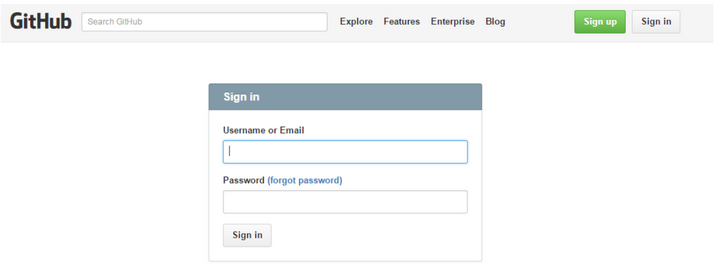 GitHub Search GitHub Explore Features Enterprise Blog Sign up Sign in
Sign in
Username or Email
Password (forgot password)
Sign in